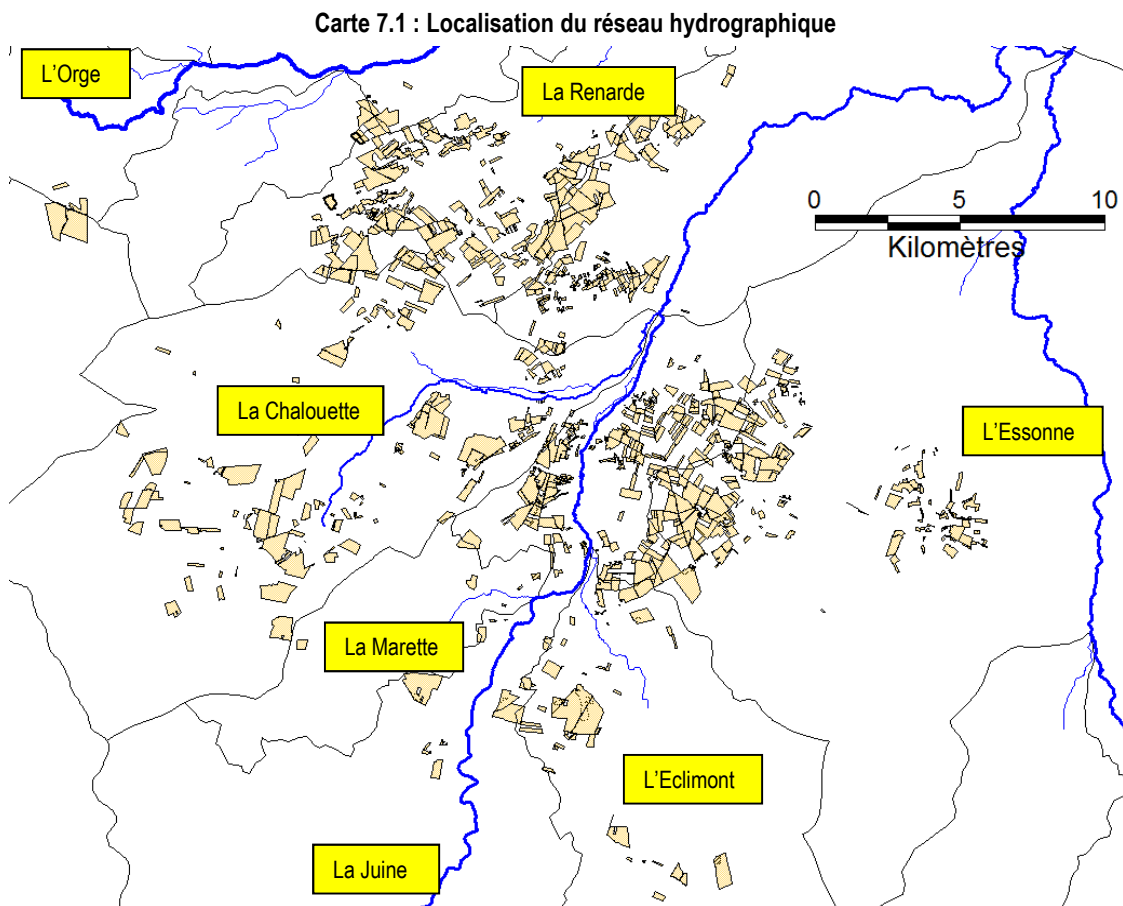 Carte 7.1 : Localisation du réseau hydrographique
L'Orge
La Renarde
0 5 10
Kilomètres
La Chalouette
L'Essonne
La Marette
L'Eclimont
La Juine